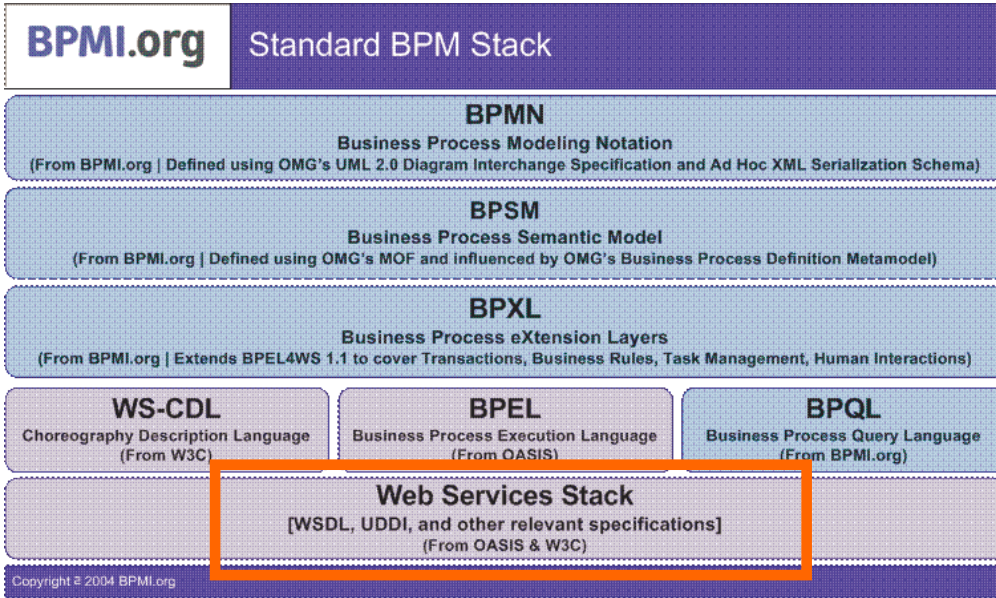 BPMI.org
Standard BPM Stack
BPMN
Business Process Modeling Notation
(From BPMI.org | Defined using OMG's UML 2.0 Diagram Interchange Specification and Ad Hoc XML Serialization Schema)
BPSM
Business Process Semantic Model
(From BPMI.org | Defined using OMG's MOF and influenced by OMG's Business Process Definition Metamodel)
BPXL
Business Process eXtension Layers
(From BPMI.org | Extends BPEL4WS 1.1 to cover Transactions, Business Rules, Task Management, Human Interactions)
WS-CDL
Choreography Description Language
(From W3C)
BPEL
Business Process Execution Language
(From OASIS)
BPQL
Business Process Query Language
(From BPMI.org)
Web Services Stack
[WSDL, UDDI, and other relevant specifications]
(From OASIS & W3C)
Copyright ª 2004 BPMI.org